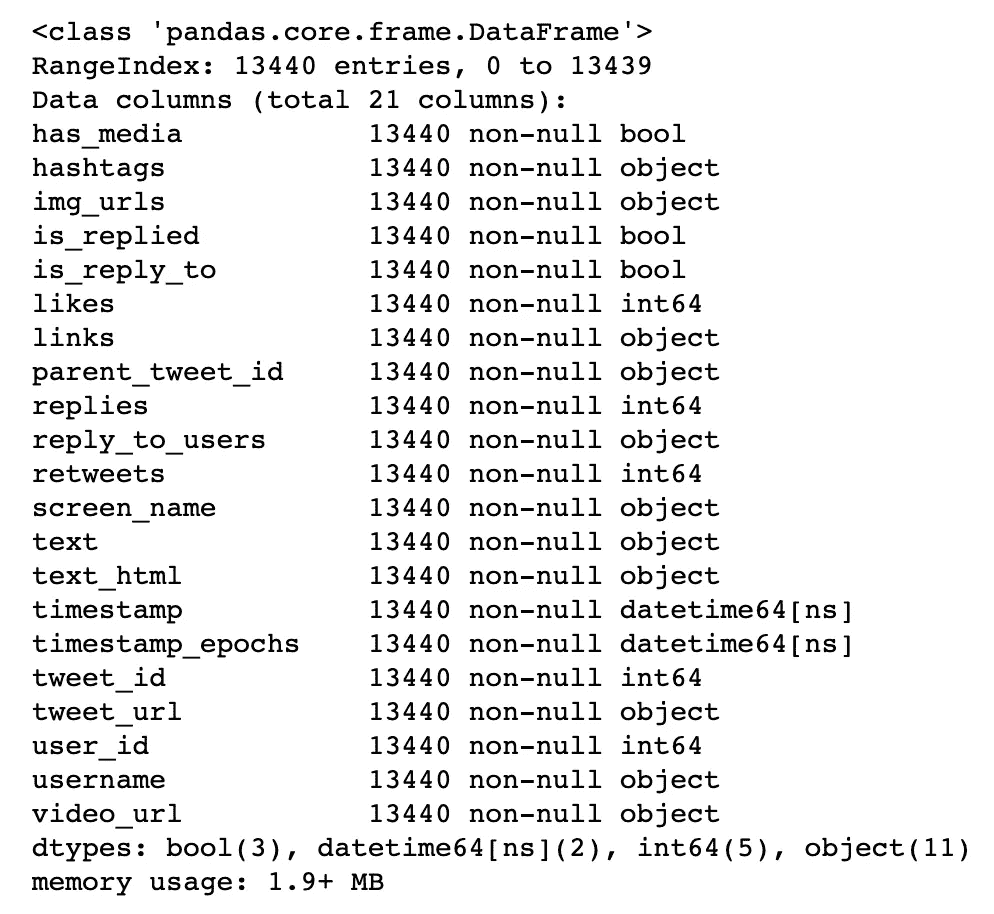 <class 'pandas.core.frame.DataFrame'>
RangeIndex: 13440 entries, 0 to 13439
Data columns (total 21 columns):
has_media           13440 non-null bool
hashtags            13440 non-null object
img_urls            13440 non-null object
is_replied          13440 non-null bool
is_reply_to         13440 non-null bool
likes               13440 non-null int64
links               13440 non-null object
parent_tweet_id     13440 non-null object
replies             13440 non-null int64
reply_to_users      13440 non-null object
retweets            13440 non-null int64
screen_name         13440 non-null object
text                13440 non-null object
text_html           13440 non-null object
timestamp           13440 non-null datetime64[ns]
timestamp_epochs    13440 non-null datetime64[ns]
tweet_id            13440 non-null int64
tweet_url           13440 non-null object
user_id             13440 non-null int64
username            13440 non-null object
video_url           13440 non-null object
dtypes: bool(3), datetime64[ns](2), int64(5), object(11)
memory usage: 1.9+ MB